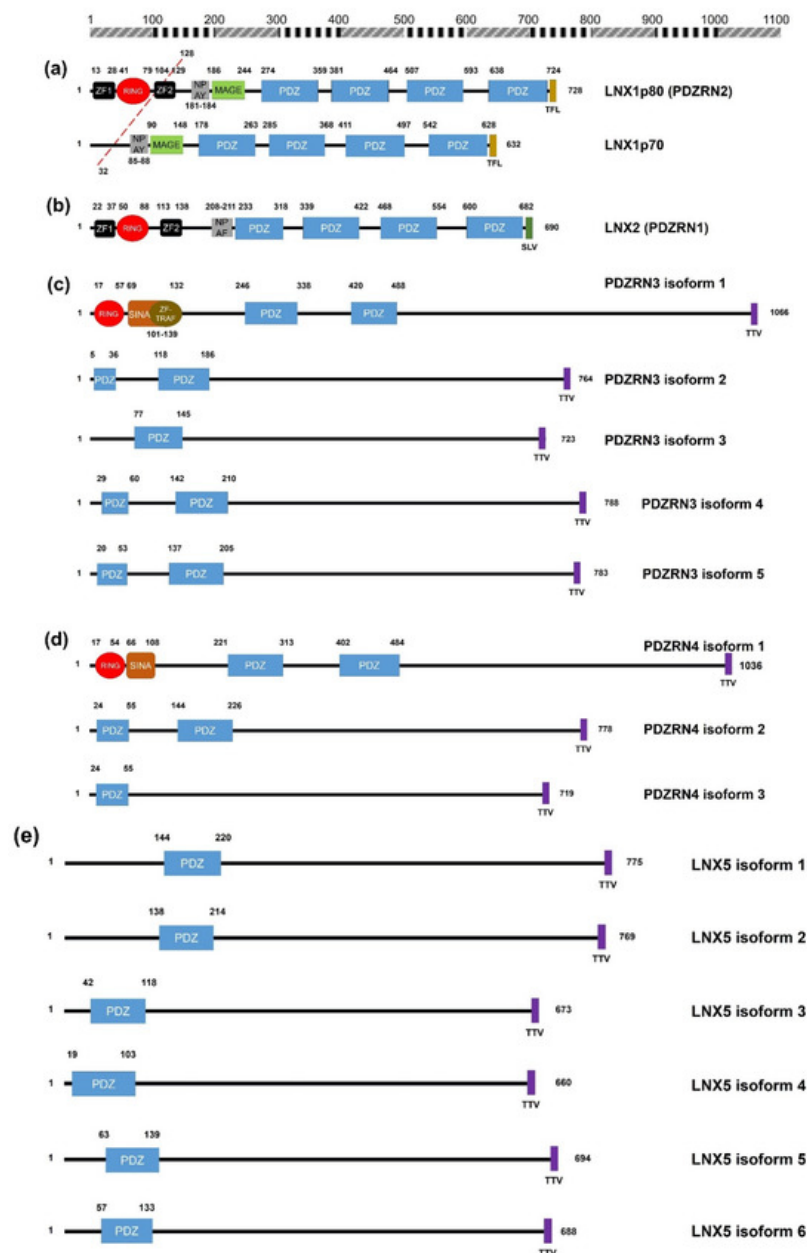 1 100 200 300 400 500 600 700 800 900 1000 1100
128
(a)
13 28 41 79 104 129 186 244 274 359 381 464 507 593 638 724
1 ZF1 RING ZF2 NP AY MAGE PDZ PDZ PDZ PDZ 728 LNX1p80 (PDZRN2)
181-184 TFL
90 148 178 263 285 368 411 497 542 628
1 NP AY MAGE PDZ PDZ PDZ PDZ 632 LNX1p70
32 85-88 TFL
(b)
22 37 50 88 113 138 208-211 233 318 339 422 468 554 600 682
1 ZF1 RING ZF2 NP AF PDZ PDZ PDZ PDZ 690 LNX2 (PDZRN1)
SLV
(c)
PDZRN3 isoform 1
17 57 69 132 246 338 420 488
1 RING SINA ZF-TRAF PDZ PDZ 1066
101-139 TTV
5 36 118 186
1 PDZ PDZ 764 PDZRN3 isoform 2
TTV
77 145
1 PDZ 723 PDZRN3 isoform 3
TTV
29 60 142 210
1 PDZ PDZ 788 PDZRN3 isoform 4
TTV
20 53 137 205
1 PDZ PDZ 783 PDZRN3 isoform 5
TTV
(d)
PDZRN4 isoform 1
17 54 66 108 221 313 402 484
1 RING SINA PDZ PDZ 1036
TTV
24 55 144 226
1 PDZ PDZ 778 PDZRN4 isoform 2
TTV
24 55
1 PDZ 719 PDZRN4 isoform 3
TTV
(e)
144 220
1 PDZ 775 LNX5 isoform 1
TTV
138 214
1 PDZ 769 LNX5 isoform 2
TTV
42 118
1 PDZ 673 LNX5 isoform 3
TTV
19 103
1 PDZ 660 LNX5 isoform 4
TTV
63 139
1 PDZ 694 LNX5 isoform 5
TTV
57 133
1 PDZ 688 LNX5 isoform 6
TTV